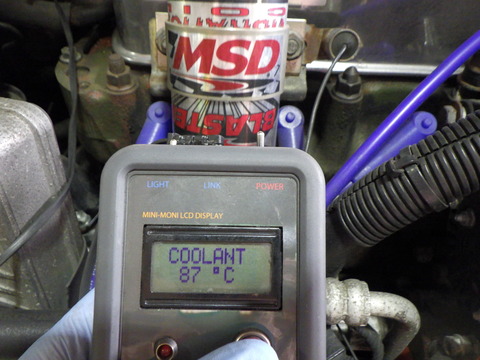 MSD
BLASTE
LIGHT LINK POWER
MINI-MONI LCD DISPLAY
COOLANT
87 °C